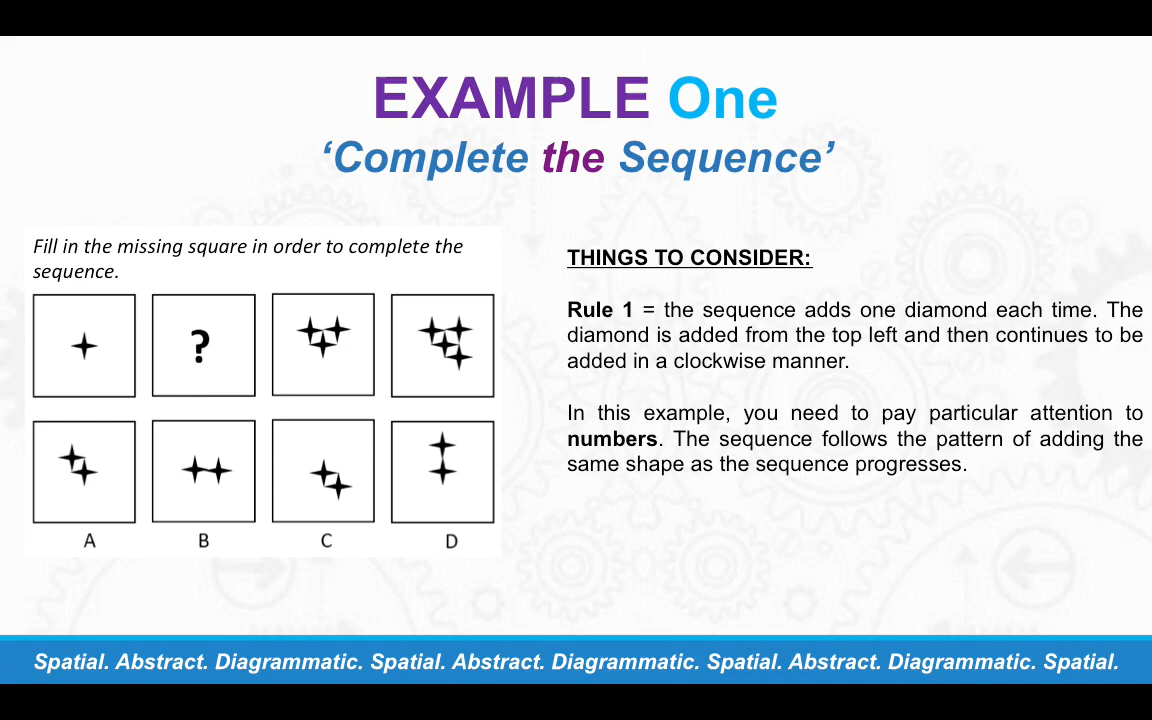 EXAMPLE One
‘Complete the Sequence’
Fill in the missing square in order to complete the
sequence.
?
A B C D
THINGS TO CONSIDER:
Rule 1 = the sequence adds one diamond each time. The
diamond is added from the top left and then continues to be
added in a clockwise manner.
In this example, you need to pay particular attention to
numbers. The sequence follows the pattern of adding the
same shape as the sequence progresses.
Spatial. Abstract. Diagrammatic. Spatial. Abstract. Diagrammatic. Spatial. Abstract. Diagrammatic. Spatial.